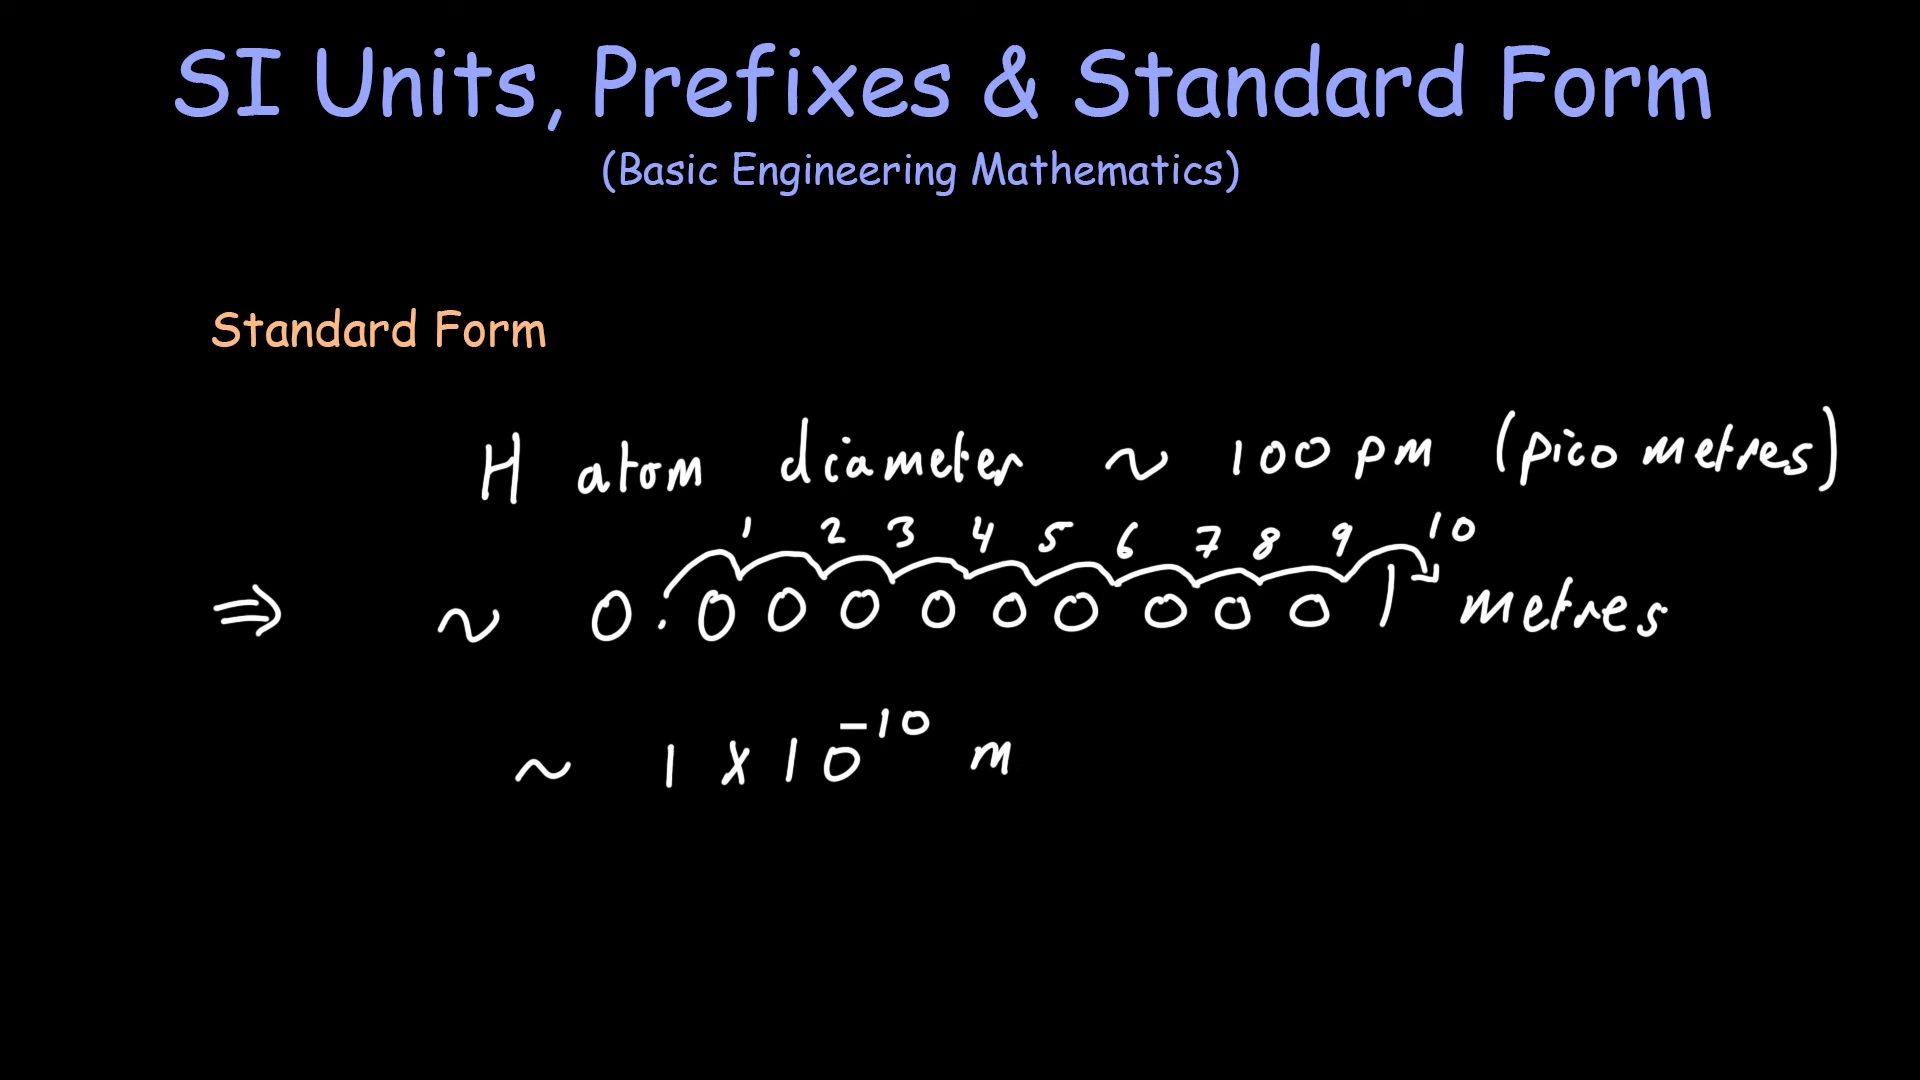 SI Units, Prefixes & Standard Form
(Basic Engineering Mathematics)
Standard Form
H atom diameter ~ 100 pm (pico metres)
1 2 3 4 5 6 7 8 9 10
⇒ ~ 0.0000000001 metres
~ 1 x 10⁻¹⁰ m